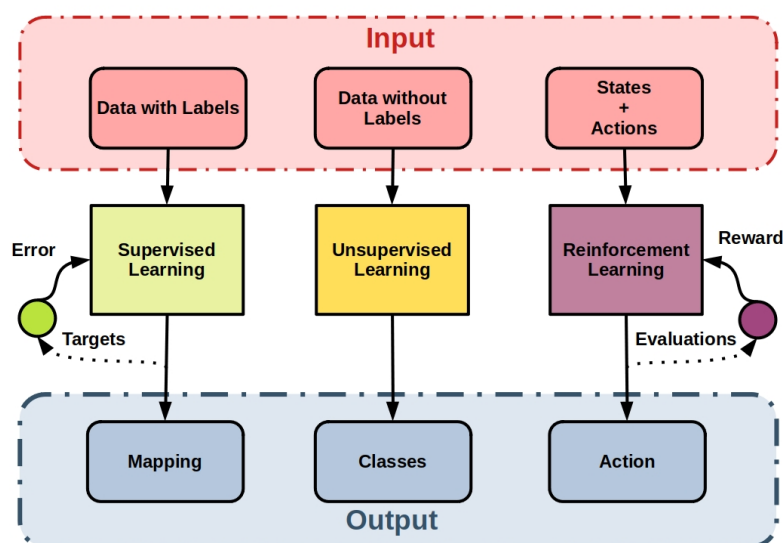 Input
Data with Labels
Data without
Labels
States
+
Actions
Error
Supervised
Learning
Unsupervised
Learning
Reinforcement
Learning
Reward
Targets
Evaluations
Mapping
Classes
Action
Output